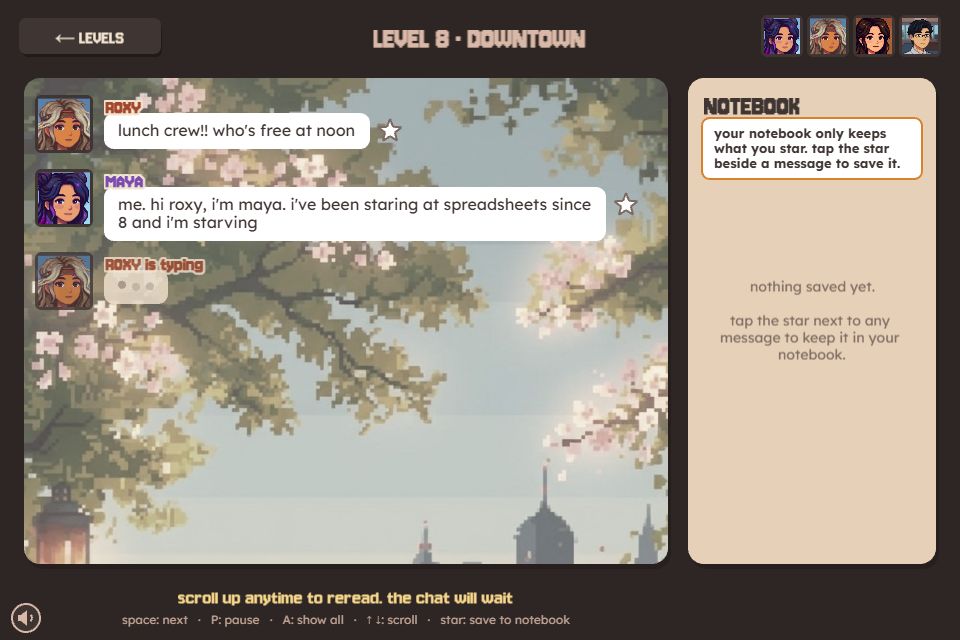 ← LEVELS
LEVEL 8 · DOWNTOWN
ROXY
lunch crew!! who's free at noon
MAYA
me. hi roxy, i'm maya. i've been staring at spreadsheets since
8 and i'm starving
ROXY is typing
NOTEBOOK
your notebook only keeps
what you star. tap the star
beside a message to save it.
nothing saved yet.
tap the star next to any
message to keep it in your
notebook.
scroll up anytime to reread. the chat will wait
space: next · P: pause · A: show all · ↑↓: scroll · star: save to notebook